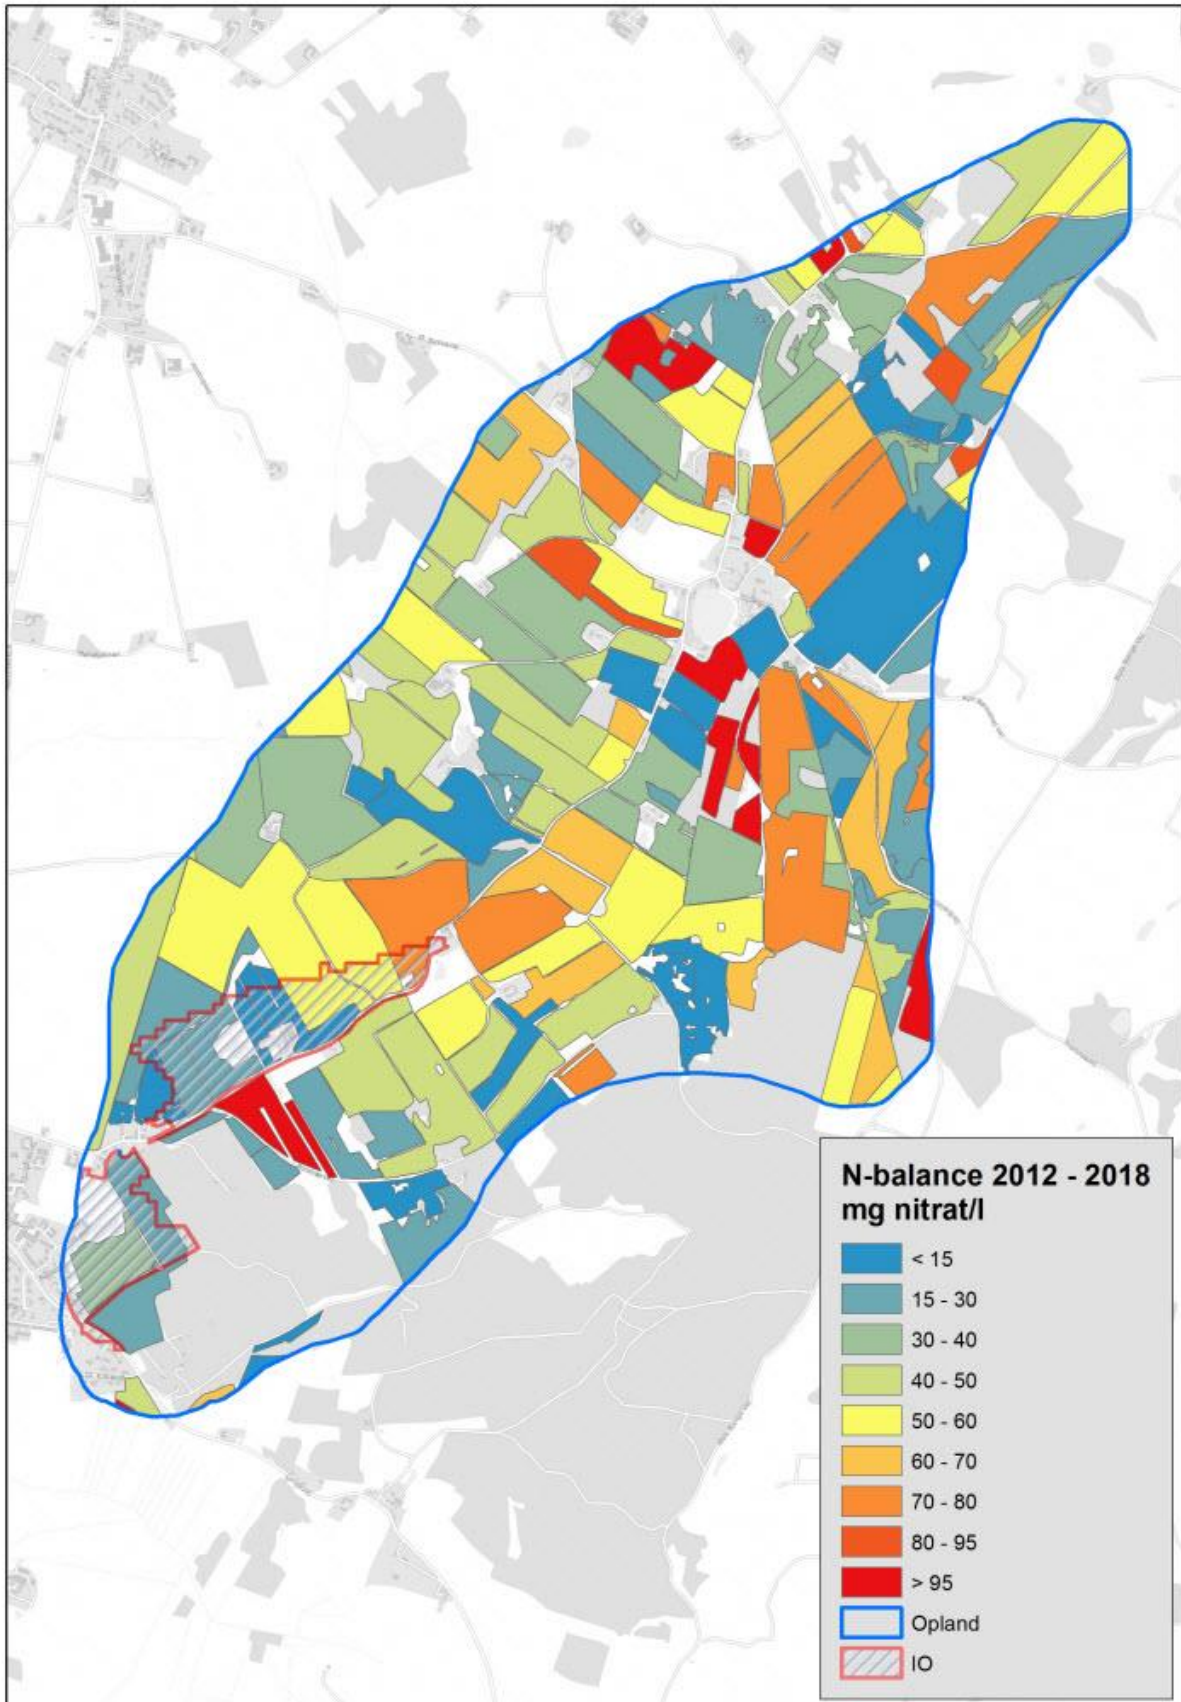 N-balance 2012 - 2018
mg nitrat/l
< 15
15 - 30
30 - 40
40 - 50
50 - 60
60 - 70
70 - 80
80 - 95
> 95
Opland
IO